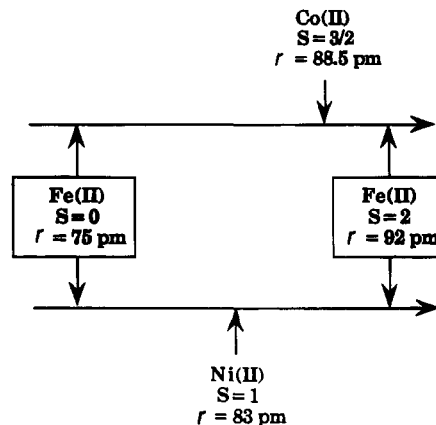 Co(II)
S = 3/2
r = 88.5 pm
Fe(II)
S = 0
r = 75 pm
Fe(II)
S = 2
r = 92 pm
Ni(II)
S = 1
r = 83 pm